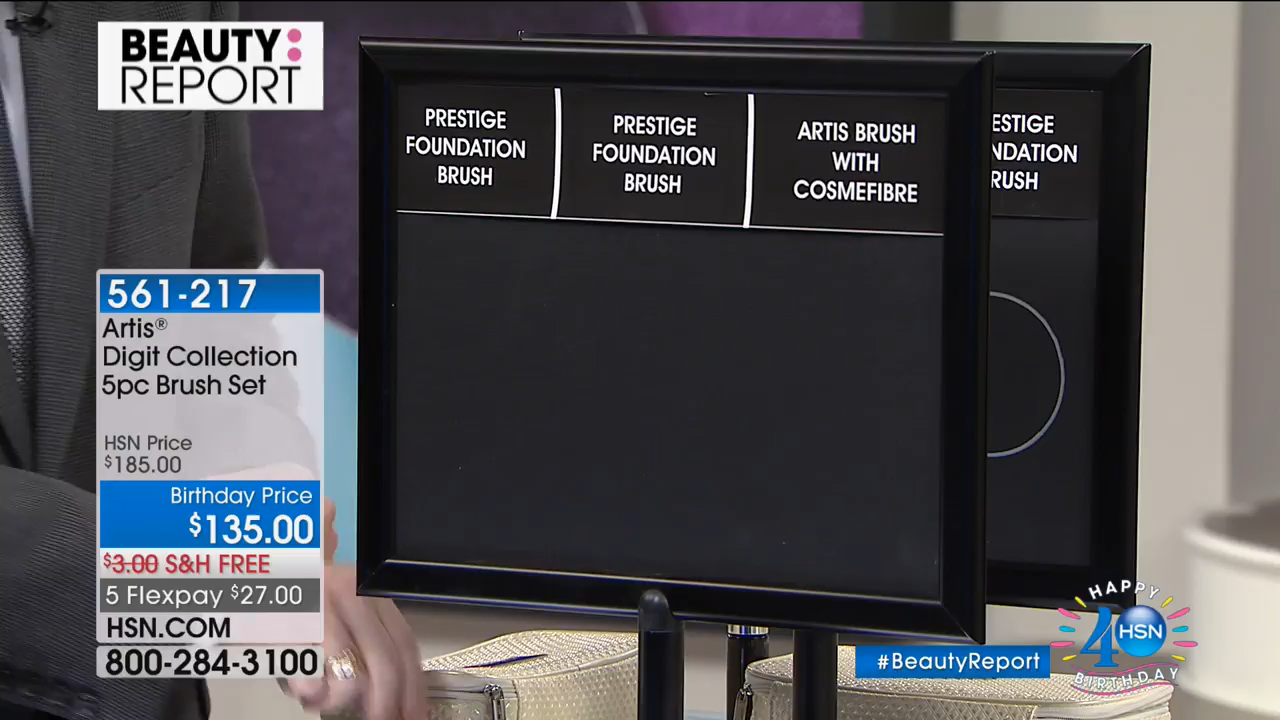 BEAUTY:
REPORT
PRESTIGE
FOUNDATION
BRUSH
PRESTIGE
FOUNDATION
BRUSH
ARTIS BRUSH
WITH
COSMEFIBRE
ESTIGE
NDATION
RUSH
561-217
Artis®
Digit Collection
5pc Brush Set
HSN Price
$185.00
Birthday Price
$135.00
$3.00 S&H FREE
5 Flexpay $27.00
HSN.COM
800-284-3100
#BeautyReport
HAPPY
40 HSN
BIRTHDAY